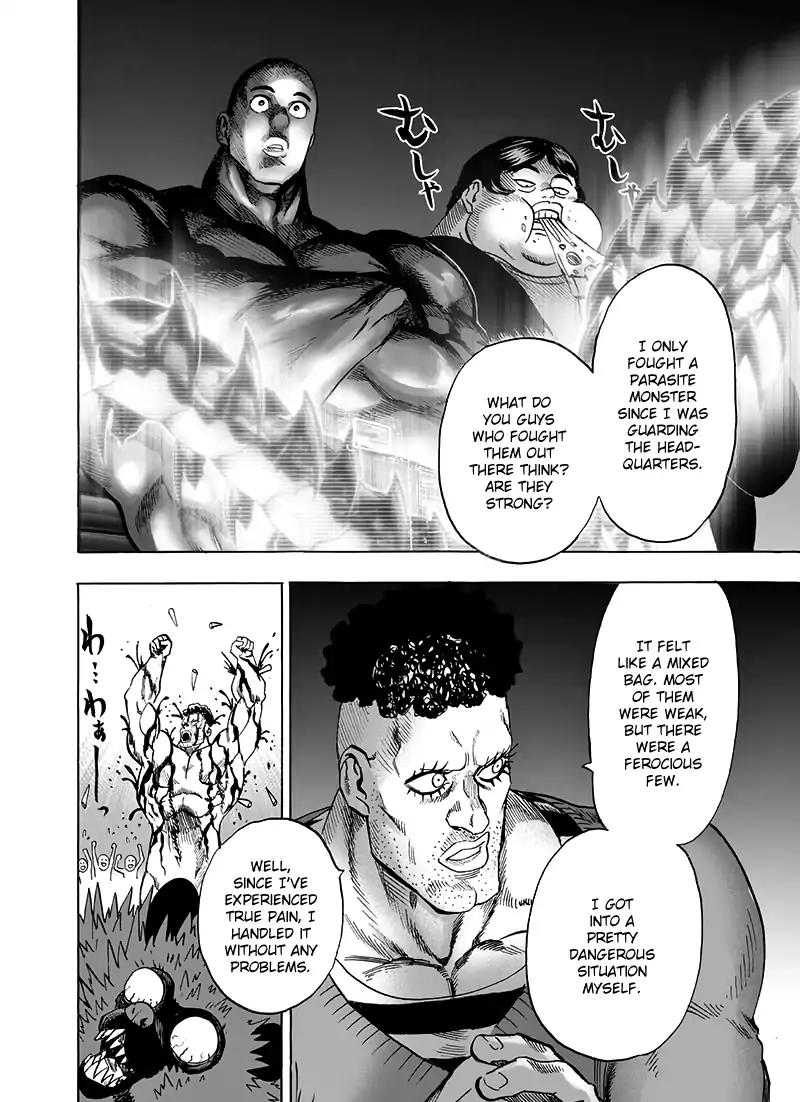 I ONLY
FOUGHT A
PARASITE
MONSTER
SINCE I WAS
GUARDING
THE HEAD-
QUARTERS.
WHAT DO
YOU GUYS
WHO FOUGHT
THEM OUT
THERE THINK?
ARE THEY
STRONG?
むしゃ
むしゃ
IT FELT
LIKE A MIXED
BAG. MOST
OF THEM
WERE WEAK,
BUT THERE
WERE A
FEROCIOUS
FEW.
I GOT
INTO A
PRETTY
DANGEROUS
SITUATION
MYSELF.
WELL,
SINCE I'VE
EXPERIENCED
TRUE PAIN, I
HANDLED IT
WITHOUT ANY
PROBLEMS.
わ…わぁー